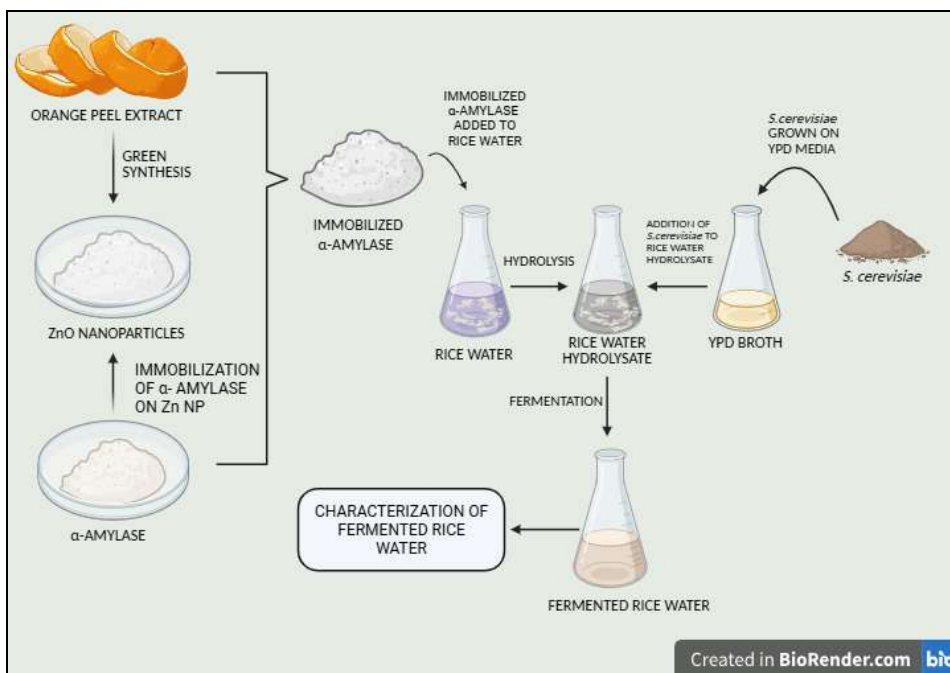 ORANGE PEEL EXTRACT
GREEN
SYNTHESIS
ZnO NANOPARTICLES
IMMOBILIZATION
OF α- AMYLASE
ON Zn NP
α-AMYLASE
IMMOBILIZED
α-AMYLASE
IMMOBILIZED
α-AMYLASE
ADDED TO
RICE WATER
RICE WATER
HYDROLYSIS
RICE WATER
HYDROLYSATE
ADDITION OF
S.cerevisiae TO
RICE WATER
HYDROLYSATE
S.cerevisiae
GROWN ON
YPD MEDIA
S. cerevisiae
YPD BROTH
FERMENTATION
FERMENTED RICE WATER
CHARACTERIZATION OF
FERMENTED RICE
WATER
Created in BioRender.com bio